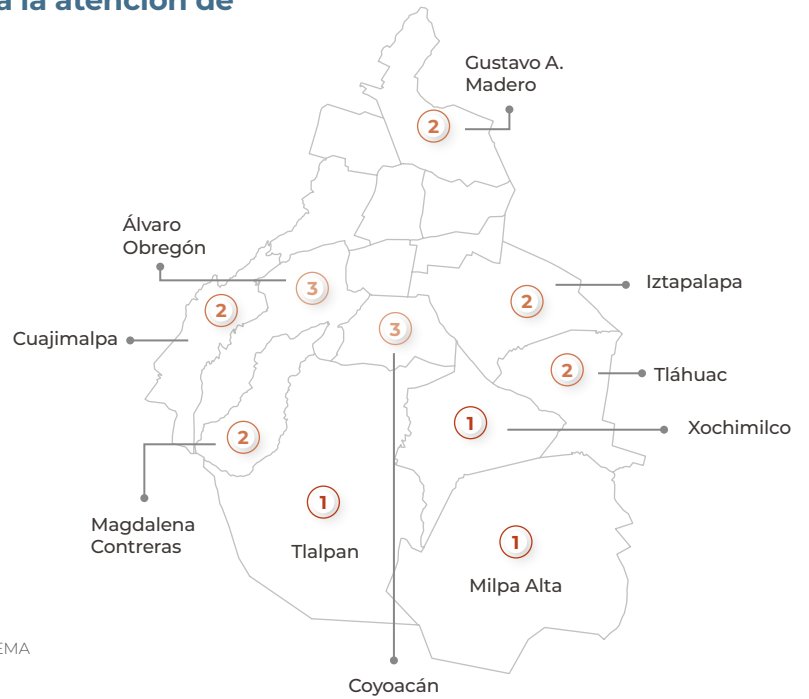 a la atención de
Gustavo A.
Madero
2
Álvaro
Obregón
3
2
Iztapalapa
2
3
Cuajimalpa
2
Tláhuac
1
Xochimilco
2
1
Magdalena
Contreras
Tlalpan
1
Milpa Alta
EMA
Coyoacán